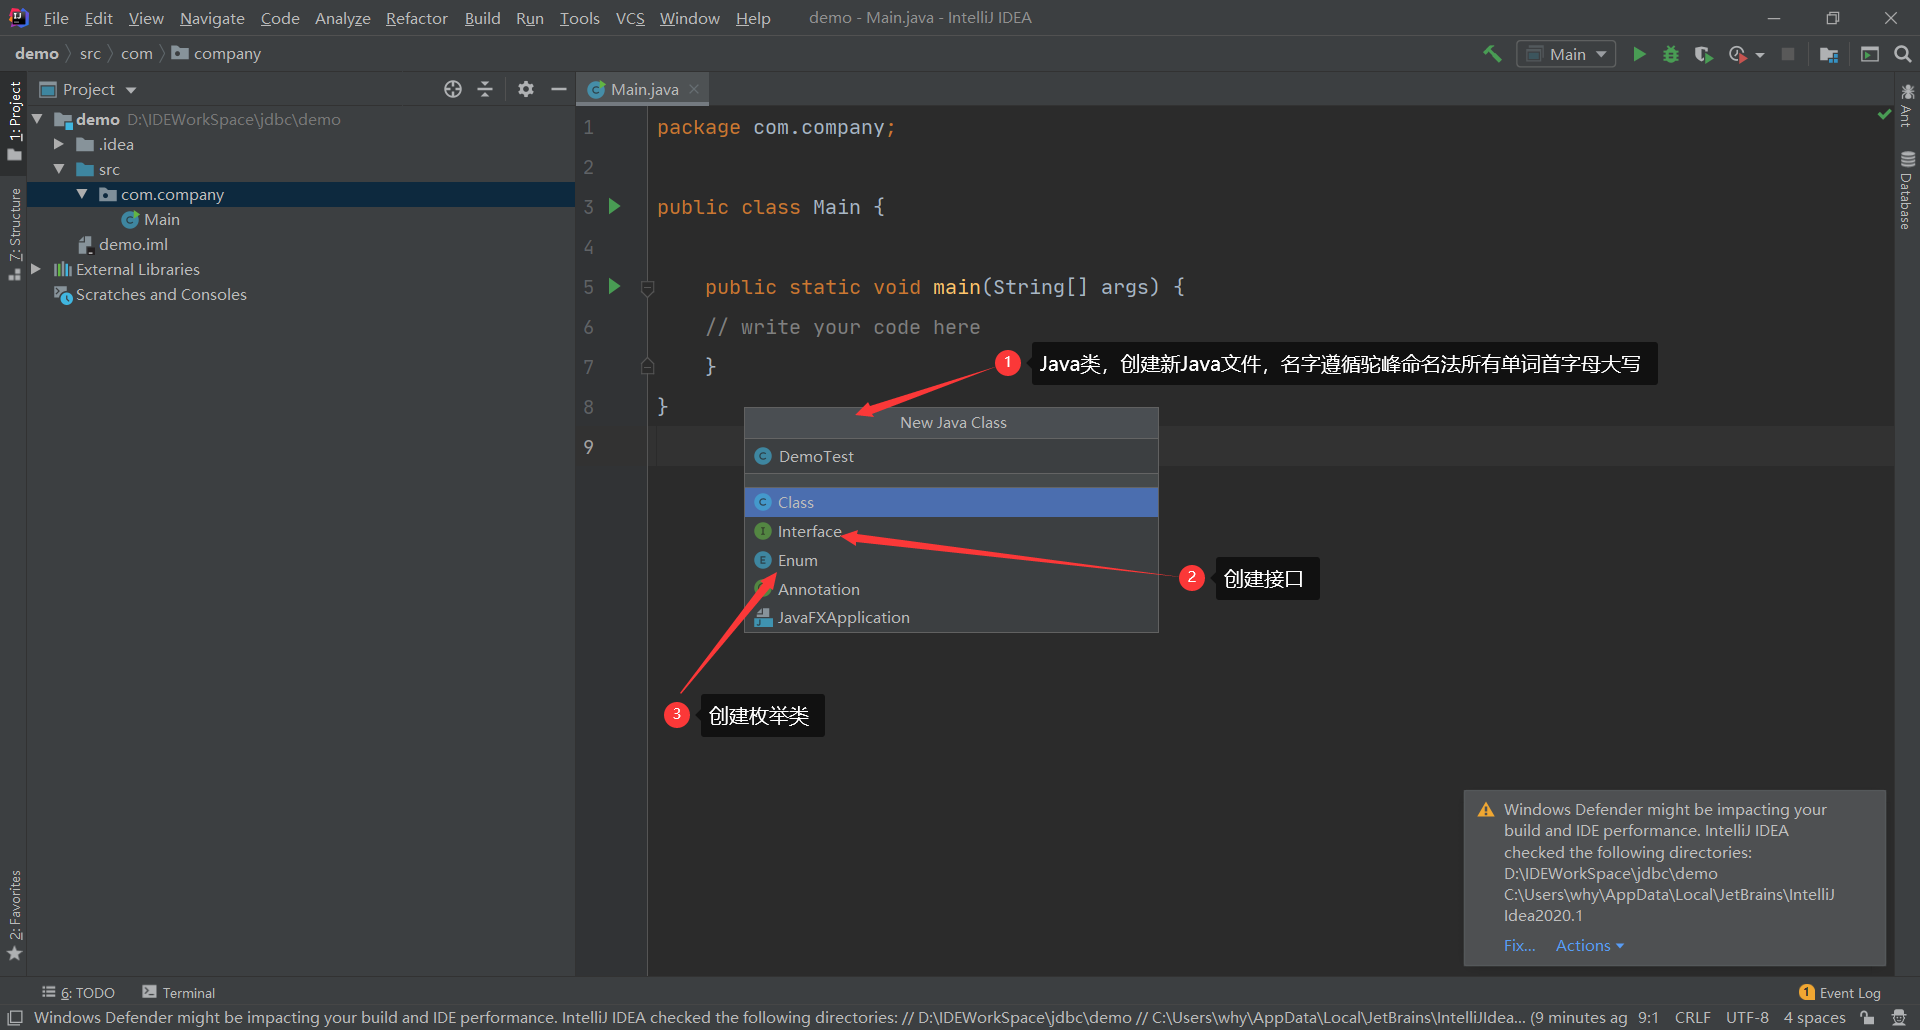 File Edit View Navigate Code Analyze Refactor Build Run Tools VCS Window Help demo - Main.java - IntelliJ IDEA
demo src com company
Main
1: Project
7: Structure
2: Favorites
Project
demo D:\IDEWorkSpace\jdbc\demo
.idea
src
com.company
Main
demo.iml
External Libraries
Scratches and Consoles
Main.java
1 package com.company;
2
3 public class Main {
4
5 public static void main(String[] args) {
6 // write your code here
7 }
8 }
9
1 Java类，创建新Java文件，名字遵循驼峰命名法所有单词首字母大写
New Java Class
DemoTest
Class
Interface
Enum
Annotation
JavaFXApplication
2 创建接口
3 创建枚举类
Ant
Database
Windows Defender might be impacting your
build and IDE performance. IntelliJ IDEA
checked the following directories:
D:\IDEWorkSpace\jdbc\demo
C:\Users\why\AppData\Local\JetBrains\IntelliJ
Idea2020.1
Fix... Actions
6: TODO Terminal
1 Event Log
Windows Defender might be impacting your build and IDE performance. IntelliJ IDEA checked the following directories: // D:\IDEWorkSpace\jdbc\demo // C:\Users\why\AppData\Local\JetBrains\IntelliJIdea... (9 minutes ag 9:1 CRLF UTF-8 4 spaces